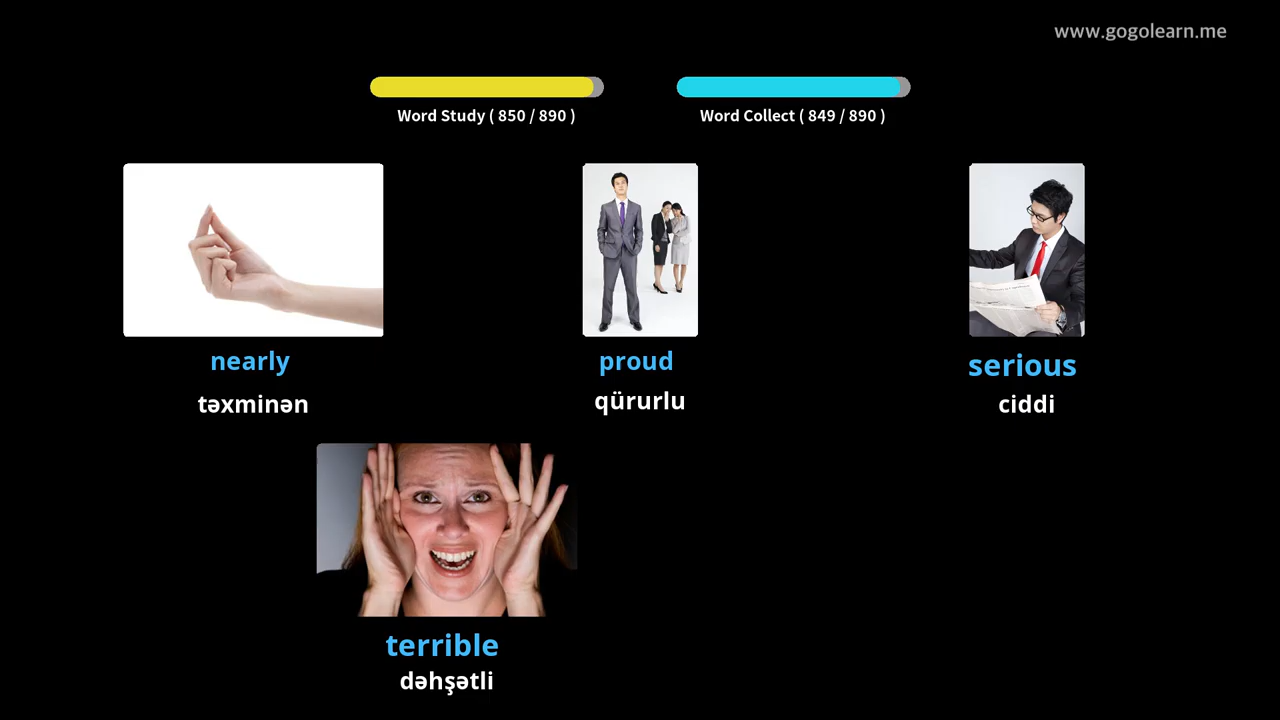 www.gogolearn.me
Word Study ( 850 / 890 )
Word Collect ( 849 / 890 )
nearly
təxminən
proud
qürurlu
serious
ciddi
terrible
dəhşətli